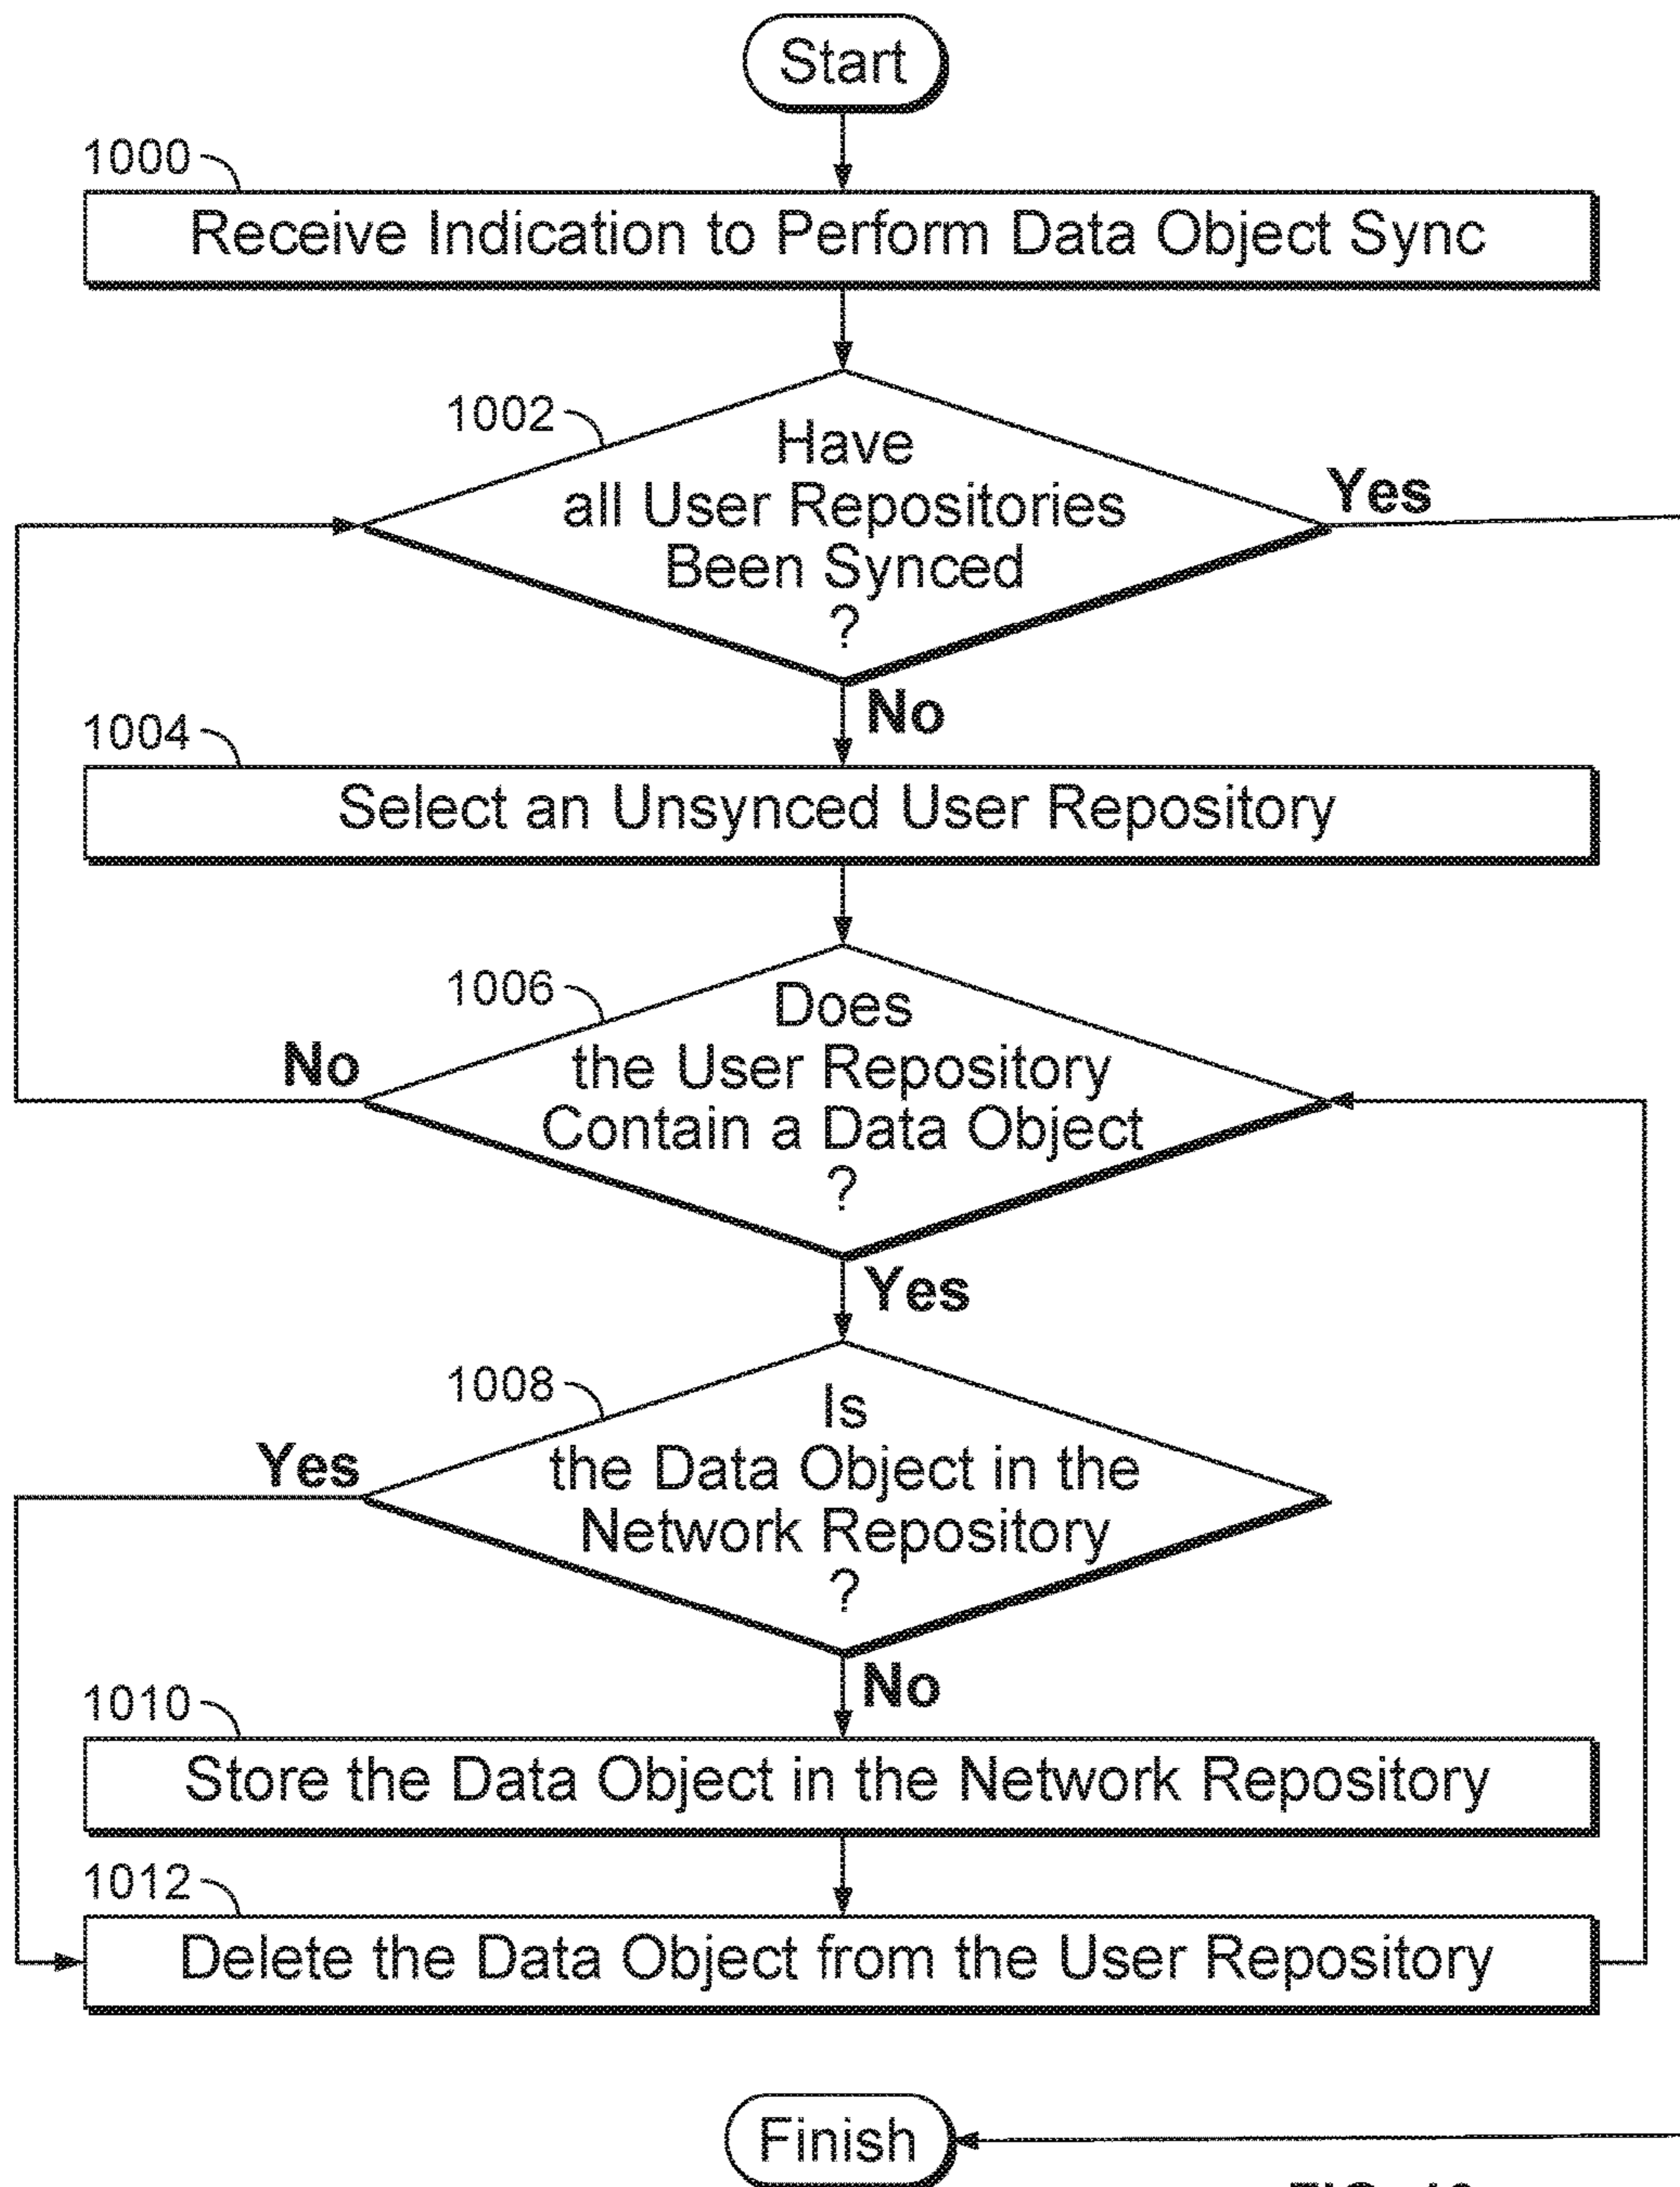 Start
1000
Receive Indication to Perform Data Object Sync
1002
Have
all User Repositories
Been Synced
?
Yes
No
1004
Select an Unsynced User Repository
1006
Does
the User Repository
Contain a Data Object
?
No
Yes
1008
Is
the Data Object in the
Network Repository
?
Yes
No
1010
Store the Data Object in the Network Repository
1012
Delete the Data Object from the User Repository
Finish